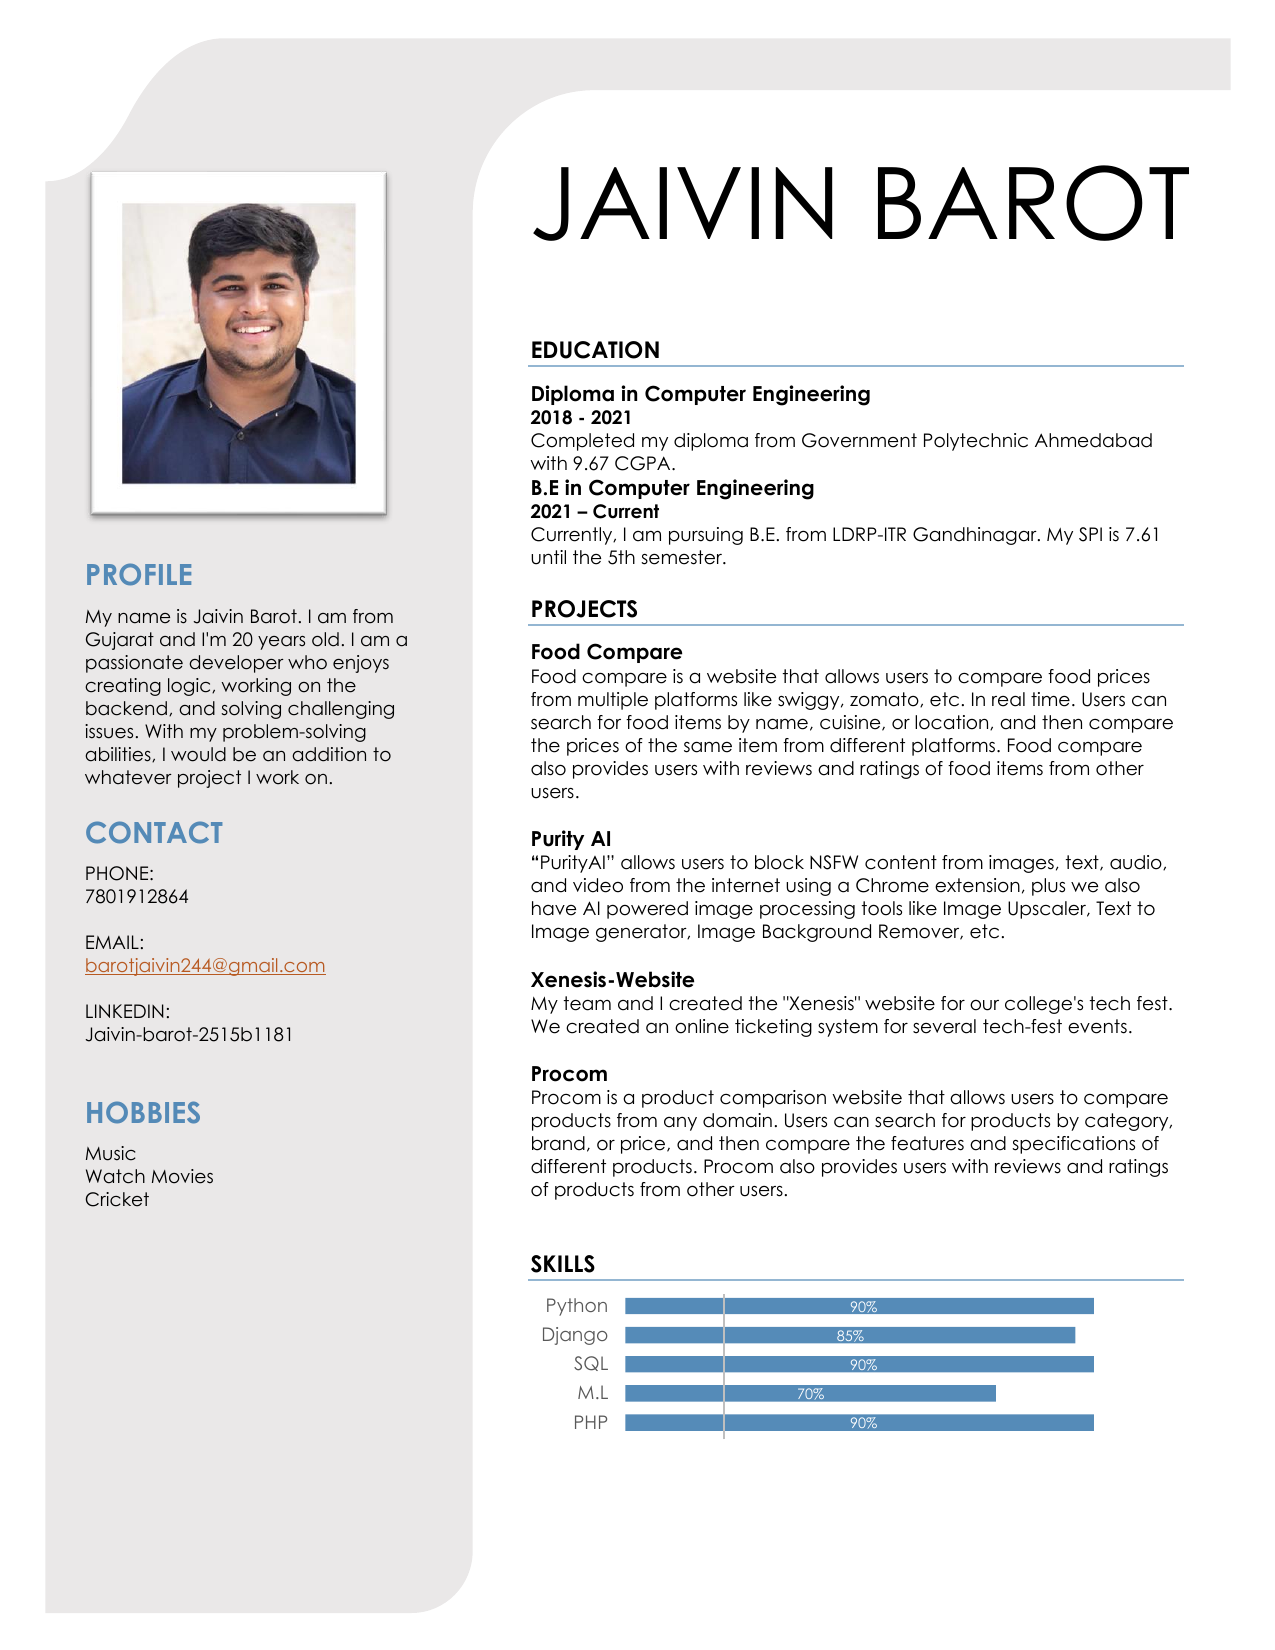 JAIVIN BAROT
PROFILE
My name is Jaivin Barot. I am from
Gujarat and I'm 20 years old. I am a
passionate developer who enjoys
creating logic, working on the
backend, and solving challenging
issues. With my problem-solving
abilities, I would be an addition to
whatever project I work on.
CONTACT
PHONE:
7801912864
EMAIL:
barotjaivin244@gmail.com
LINKEDIN:
Jaivin-barot-2515b1181
HOBBIES
Music
Watch Movies
Cricket
EDUCATION
Diploma in Computer Engineering
2018 - 2021
Completed my diploma from Government Polytechnic Ahmedabad
with 9.67 CGPA.
B.E in Computer Engineering
2021 – Current
Currently, I am pursuing B.E. from LDRP-ITR Gandhinagar. My SPI is 7.61
until the 5th semester.
PROJECTS
Food Compare
Food compare is a website that allows users to compare food prices
from multiple platforms like swiggy, zomato, etc. In real time. Users can
search for food items by name, cuisine, or location, and then compare
the prices of the same item from different platforms. Food compare
also provides users with reviews and ratings of food items from other
users.
Purity AI
“PurityAI” allows users to block NSFW content from images, text, audio,
and video from the internet using a Chrome extension, plus we also
have AI powered image processing tools like Image Upscaler, Text to
Image generator, Image Background Remover, etc.
Xenesis-Website
My team and I created the "Xenesis" website for our college's tech fest.
We created an online ticketing system for several tech-fest events.
Procom
Procom is a product comparison website that allows users to compare
products from any domain. Users can search for products by category,
brand, or price, and then compare the features and specifications of
different products. Procom also provides users with reviews and ratings
of products from other users.
SKILLS
Python 90%
Django 85%
SQL 90%
M.L 70%
PHP 90%